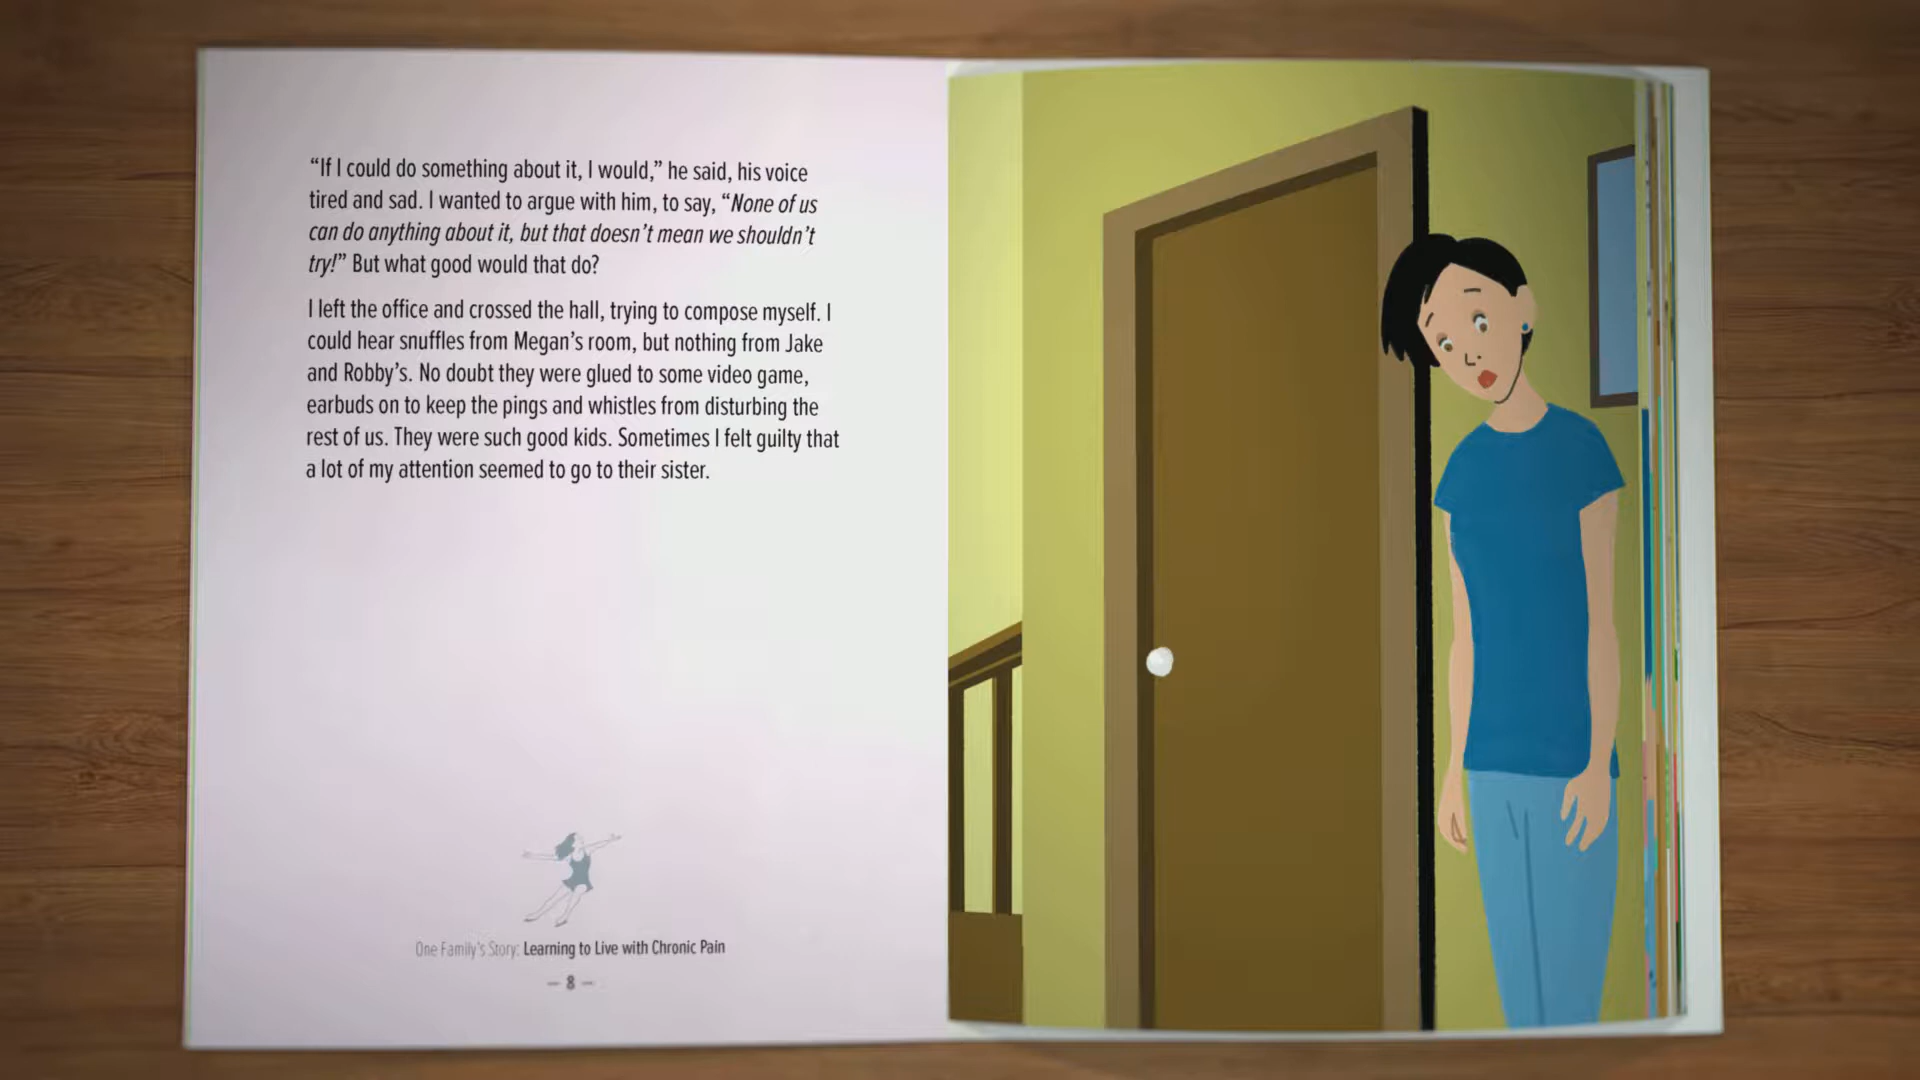 “If I could do something about it, I would,” he said, his voice
tired and sad. I wanted to argue with him, to say, “None of us
can do anything about it, but that doesn’t mean we shouldn’t
try!” But what good would that do?
I left the office and crossed the hall, trying to compose myself. I
could hear snuffles from Megan’s room, but nothing from Jake
and Robby’s. No doubt they were glued to some video game,
earbuds on to keep the pings and whistles from disturbing the
rest of us. They were such good kids. Sometimes I felt guilty that
a lot of my attention seemed to go to their sister.
One Family’s Story: Learning to Live with Chronic Pain
— 8 —